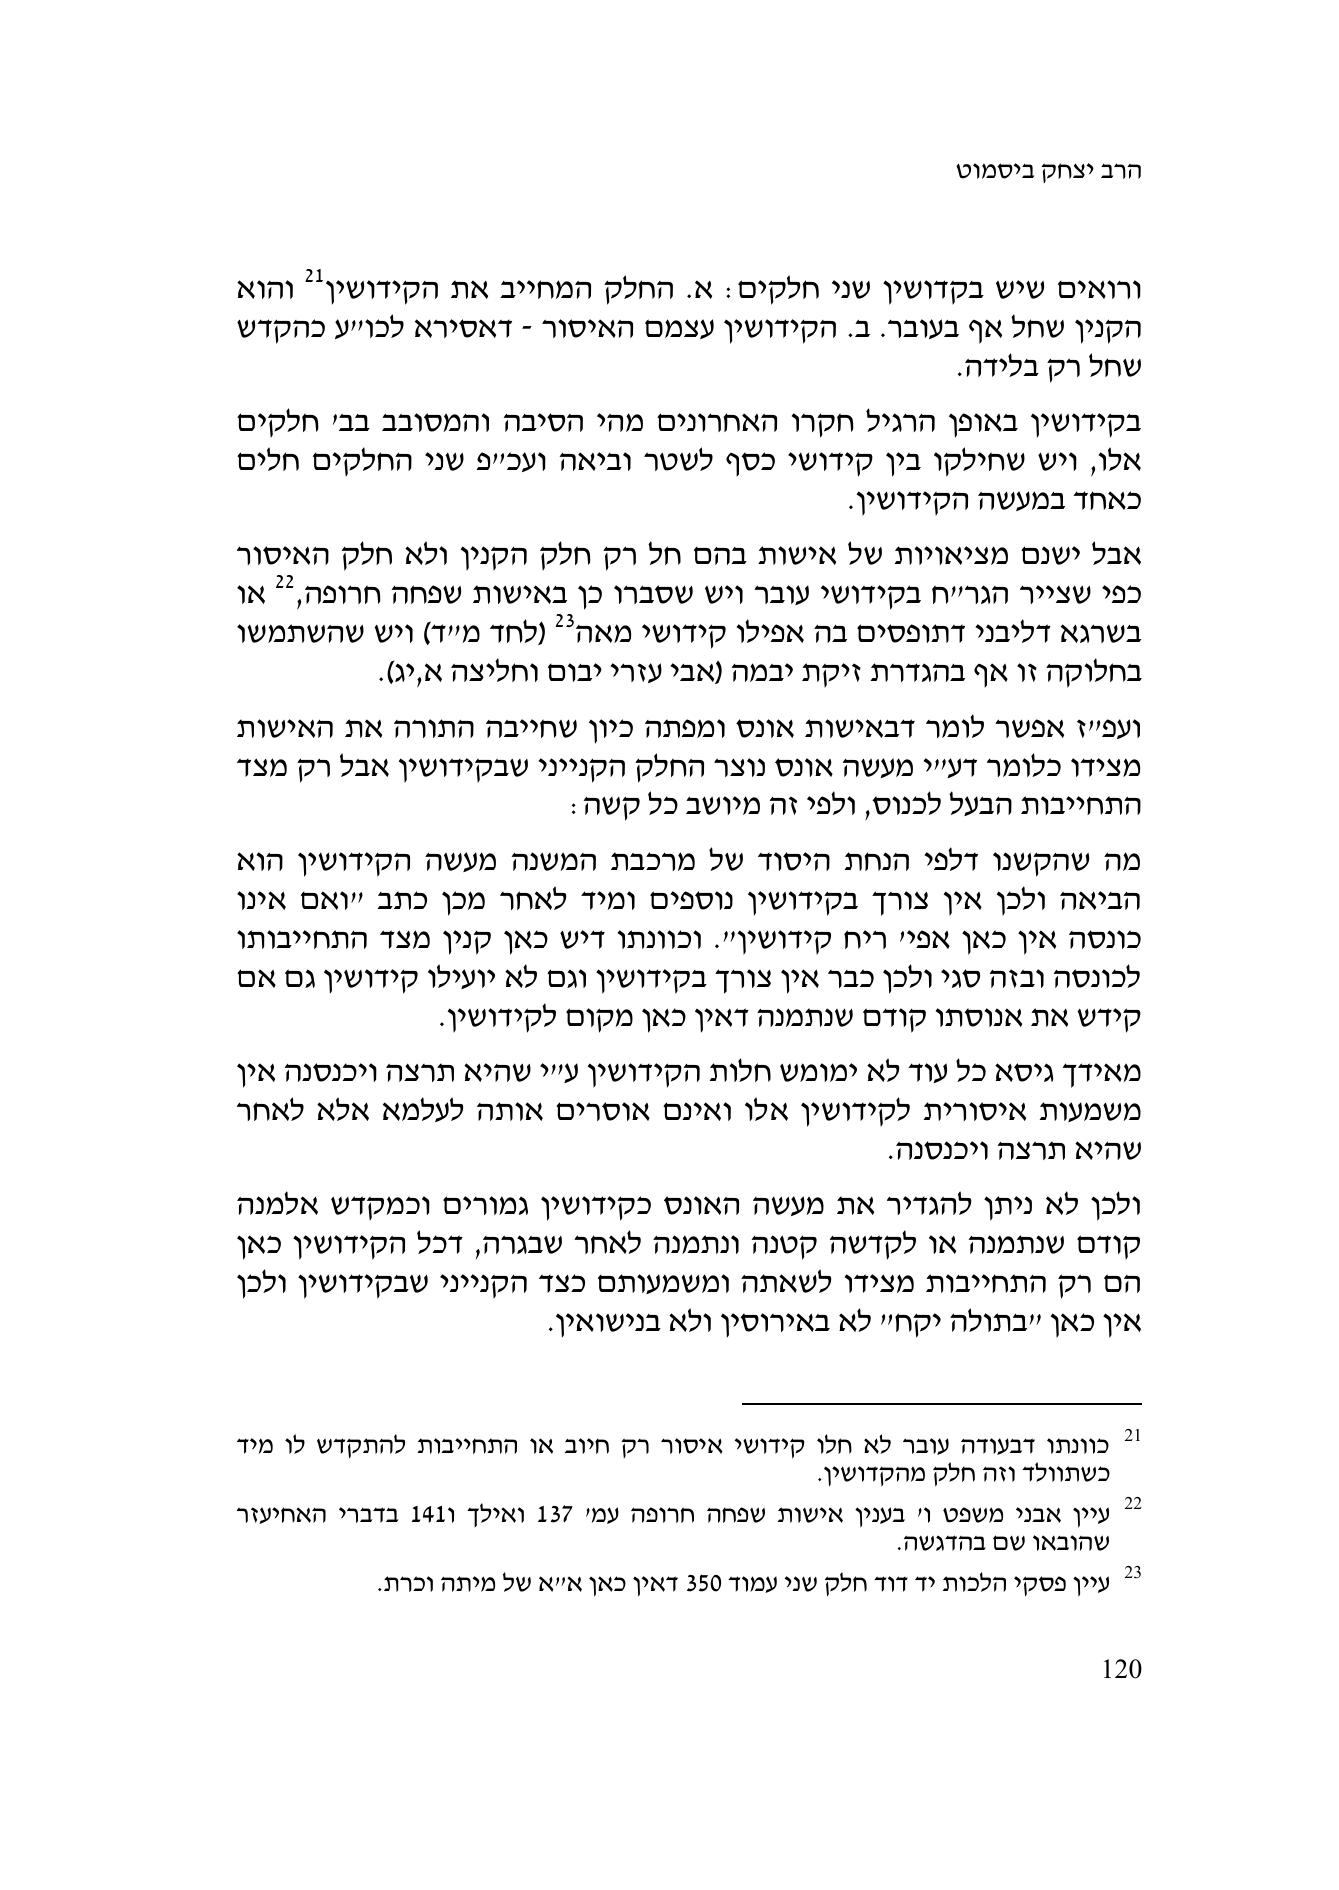 הרב יצחק ביסמוט
ורואים שיש בקדושין שני חלקים: א. החלק המחייב את הקידושין21 והוא
הקנין שחל אף בעובר. ב. הקידושין עצמם האיסור - דאסירא לכו״ע כהקדש
שחל רק בלידה.
בקידושין באופן הרגיל חקרו האחרונים מהי הסיבה והמסובב בב׳ חלקים
אלו, ויש שחילקו בין קידושי כסף לשטר וביאה ועכ״פ שני החלקים חלים
כאחד במעשה הקידושין.
אבל ישנם מציאויות של אישות בהם חל רק חלק הקנין ולא חלק האיסור
כפי שצייר הגר״ח בקידושי עובר ויש שסברו כן באישות שפחה חרופה,22 או
בשרגא דליבני דתופסים בה אפילו קידושי מאה23 (לחד מ״ד) ויש שהשתמשו
בחלוקה זו אף בהגדרת זיקת יבמה (אבי עזרי יבום וחליצה א,יג).
ועפ״ז אפשר לומר דבאישות אונס ומפתה כיון שחייבה התורה את האישות
מצידו כלומר דע״י מעשה אונס נוצר החלק הקנייני שבקידושין אבל רק מצד
התחייבות הבעל לכנוס, ולפי זה מיושב כל קשה:
מה שהקשנו דלפי הנחת היסוד של מרכבת המשנה מעשה הקידושין הוא
הביאה ולכן אין צורך בקידושין נוספים ומיד לאחר מכן כתב ״ואם אינו
כונסה אין כאן אפי׳ ריח קידושין״. וכוונתו דיש כאן קנין מצד התחייבותו
לכונסה ובזה סגי ולכן כבר אין צורך בקידושין וגם לא יועילו קידושין גם אם
קידש את אנוסתו קודם שנתמנה דאין כאן מקום לקידושין.
מאידך גיסא כל עוד לא ימומש חלות הקידושין ע״י שהיא תרצה ויכנסנה אין
משמעות איסורית לקידושין אלו ואינם אוסרים אותה לעלמא אלא לאחר
שהיא תרצה ויכנסנה.
ולכן לא ניתן להגדיר את מעשה האונס כקידושין גמורים וכמקדש אלמנה
קודם שנתמנה או לקדשה קטנה ונתמנה לאחר שבגרה, דכל הקידושין כאן
הם רק התחייבות מצידו לשאתה ומשמעותם כצד הקנייני שבקידושין ולכן
אין כאן ״בתולה יקח״ לא באירוסין ולא בנישואין.
21 כוונתו דבעודה עובר לא חלו קידושי איסור רק חיוב או התחייבות להתקדש לו מיד
כשתוולד וזה חלק מהקדושין.
22 עיין אבני משפט ו׳ בענין אישות שפחה חרופה עמ׳ 137 ואילך ו141 בדברי האחיעזר
שהובאו שם בהדגשה.
23 עיין פסקי הלכות יד דוד חלק שני עמוד 350 דאין כאן א״א של מיתה וכרת.
120